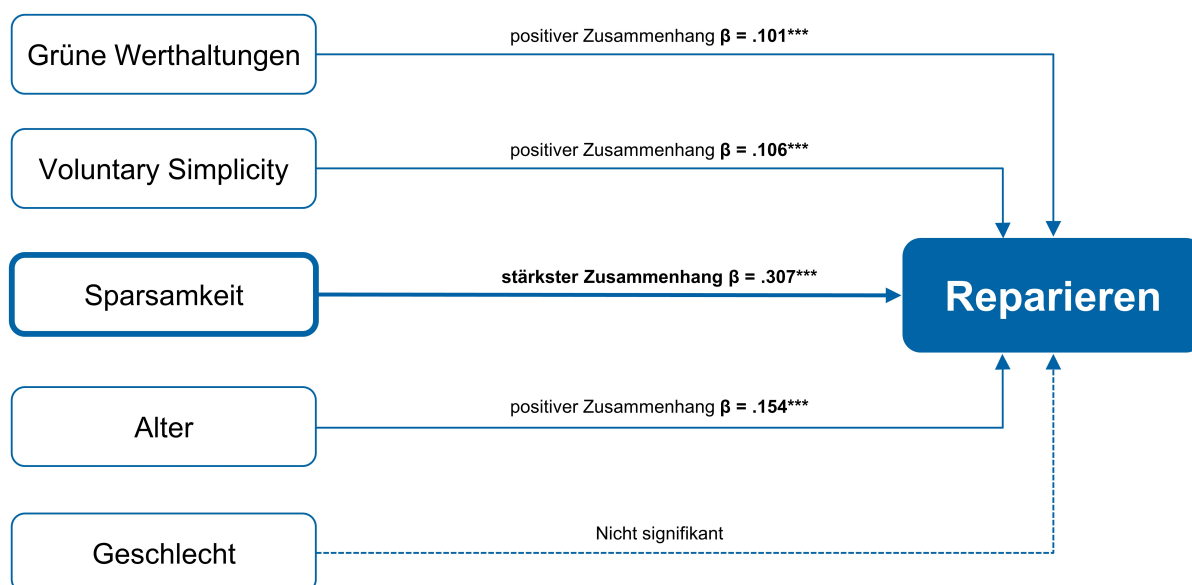 Grüne Werthaltungen
positiver Zusammenhang β = .101***
Voluntary Simplicity
positiver Zusammenhang β = .106***
Sparsamkeit
stärkster Zusammenhang β = .307***
Reparieren
Alter
positiver Zusammenhang β = .154***
Geschlecht
Nicht signifikant